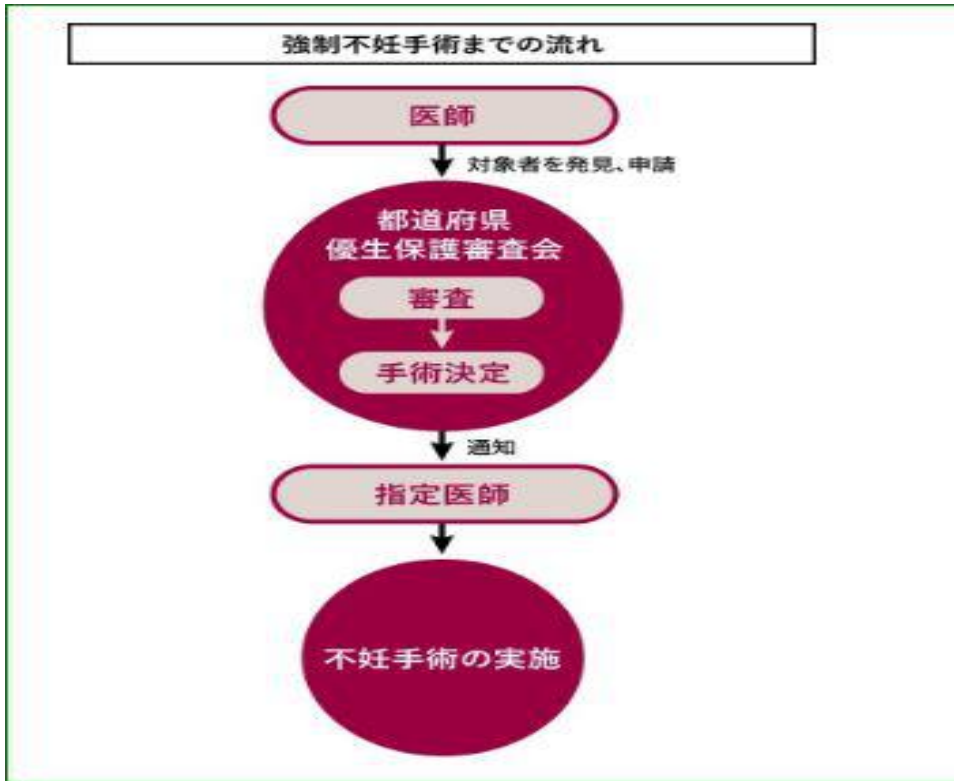 強制不妊手術までの流れ
医師
対象者を発見、申請
都道府県
優生保護審査会
審査
手術決定
通知
指定医師
不妊手術の実施